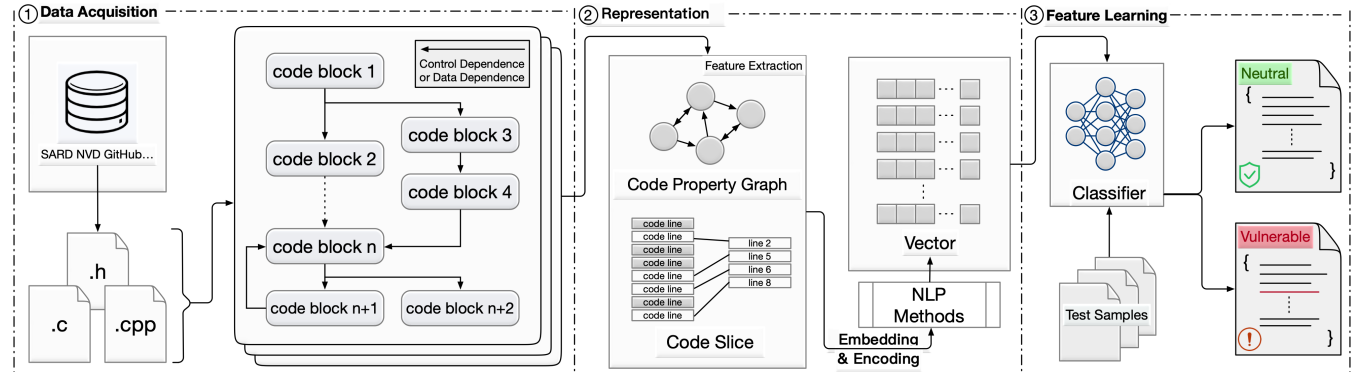 ① Data Acquisition
SARD NVD GitHub...
.h
.c
.cpp
code block 1
Control Dependence
or Data Dependence
code block 3
code block 2
code block 4
code block n
code block n+1
code block n+2
② Representation
Feature Extraction
Code Property Graph
code line
code line
code line
code line
code line
code line
code line
code line
line 2
line 5
line 6
line 8
Code Slice
Embedding
& Encoding
NLP
Methods
Vector
③ Feature Learning
Classifier
Test Samples
Neutral
{
}
Vulnerable
{
}